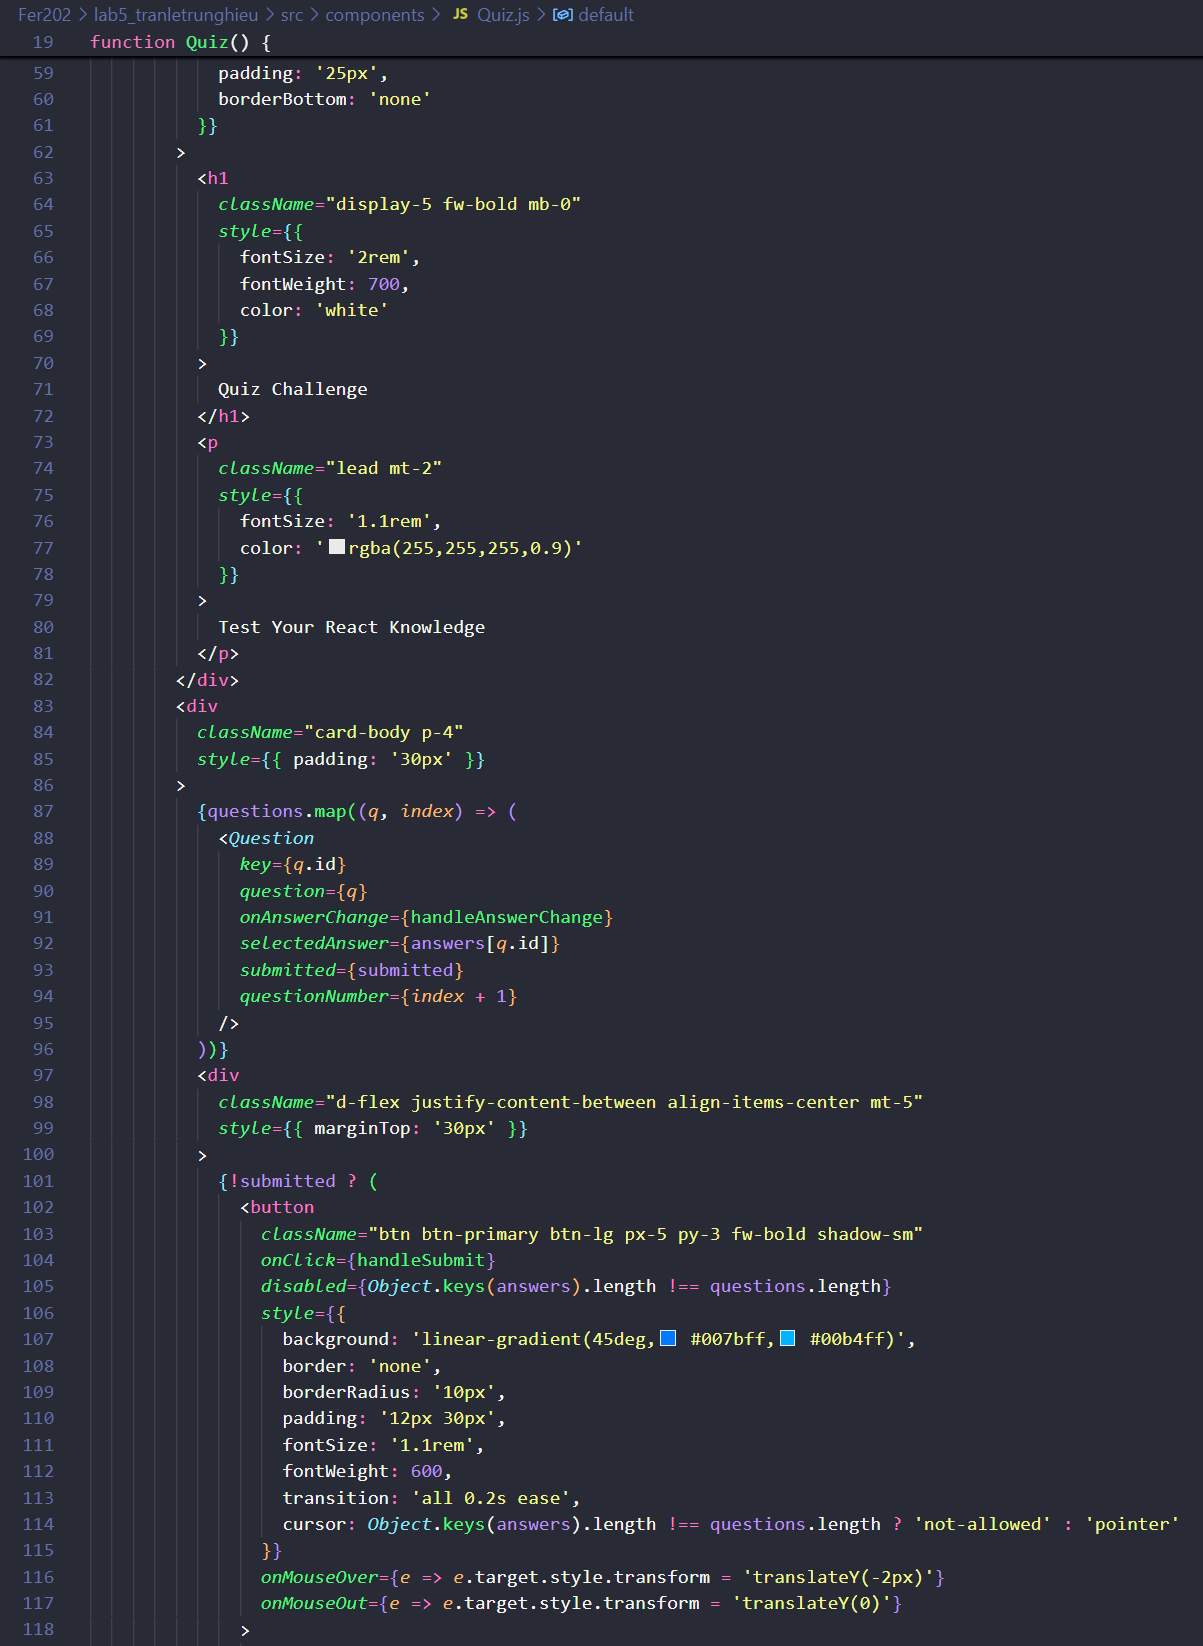 Fer202 > lab5_tranletrunghieu > src > components > JS Quiz.js > default
19 function Quiz() {
59 padding: '25px',
60 borderBottom: 'none'
61 }}
62 >
63 <h1
64 className="display-5 fw-bold mb-0"
65 style={{
66 fontSize: '2rem',
67 fontWeight: 700,
68 color: 'white'
69 }}
70 >
71 Quiz Challenge
72 </h1>
73 <p
74 className="lead mt-2"
75 style={{
76 fontSize: '1.1rem',
77 color: 'rgba(255,255,255,0.9)'
78 }}
79 >
80 Test Your React Knowledge
81 </p>
82 </div>
83 <div
84 className="card-body p-4"
85 style={{ padding: '30px' }}
86 >
87 {questions.map((q, index) => (
88 <Question
89 key={q.id}
90 question={q}
91 onAnswerChange={handleAnswerChange}
92 selectedAnswer={answers[q.id]}
93 submitted={submitted}
94 questionNumber={index + 1}
95 />
96 ))}
97 <div
98 className="d-flex justify-content-between align-items-center mt-5"
99 style={{ marginTop: '30px' }}
100 >
101 {!submitted ? (
102 <button
103 className="btn btn-primary btn-lg px-5 py-3 fw-bold shadow-sm"
104 onClick={handleSubmit}
105 disabled={Object.keys(answers).length !== questions.length}
106 style={{
107 background: 'linear-gradient(45deg, #007bff, #00b4ff)',
108 border: 'none',
109 borderRadius: '10px',
110 padding: '12px 30px',
111 fontSize: '1.1rem',
112 fontWeight: 600,
113 transition: 'all 0.2s ease',
114 cursor: Object.keys(answers).length !== questions.length ? 'not-allowed' : 'pointer'
115 }}
116 onMouseOver={e => e.target.style.transform = 'translateY(-2px)'}
117 onMouseOut={e => e.target.style.transform = 'translateY(0)'}
118 >